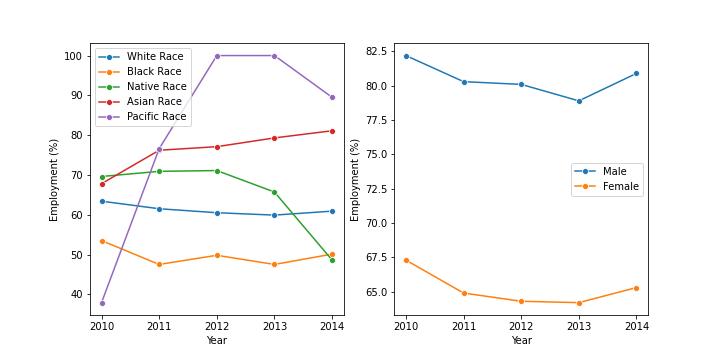 100
90
80
70
60
50
40
Employment (%)
2010 2011 2012 2013 2014
Year
White Race
Black Race
Native Race
Asian Race
Pacific Race
82.5
80.0
77.5
75.0
72.5
70.0
67.5
65.0
Employment (%)
2010 2011 2012 2013 2014
Year
Male
Female